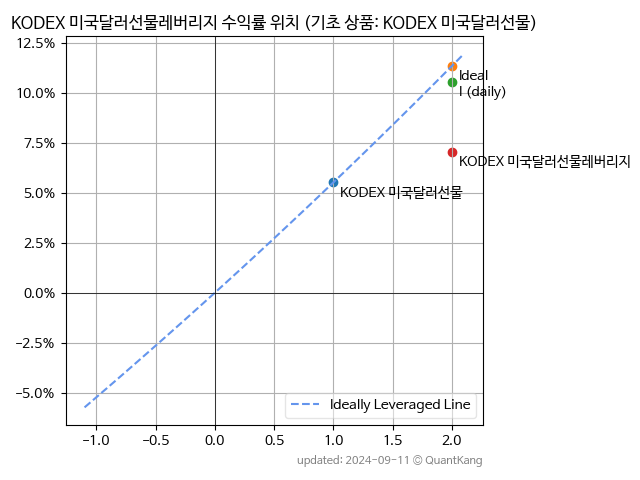 KODEX 미국달러선물레버리지 수익률 위치 (기초 상품: KODEX 미국달러선물)
12.5%
10.0%
7.5%
5.0%
2.5%
0.0%
−2.5%
−5.0%
Ideal
I (daily)
KODEX 미국달러선물레버리지
KODEX 미국달러선물
Ideally Leveraged Line
−1.0 −0.5 0.0 0.5 1.0 1.5 2.0
updated: 2024-09-11 © QuantKang